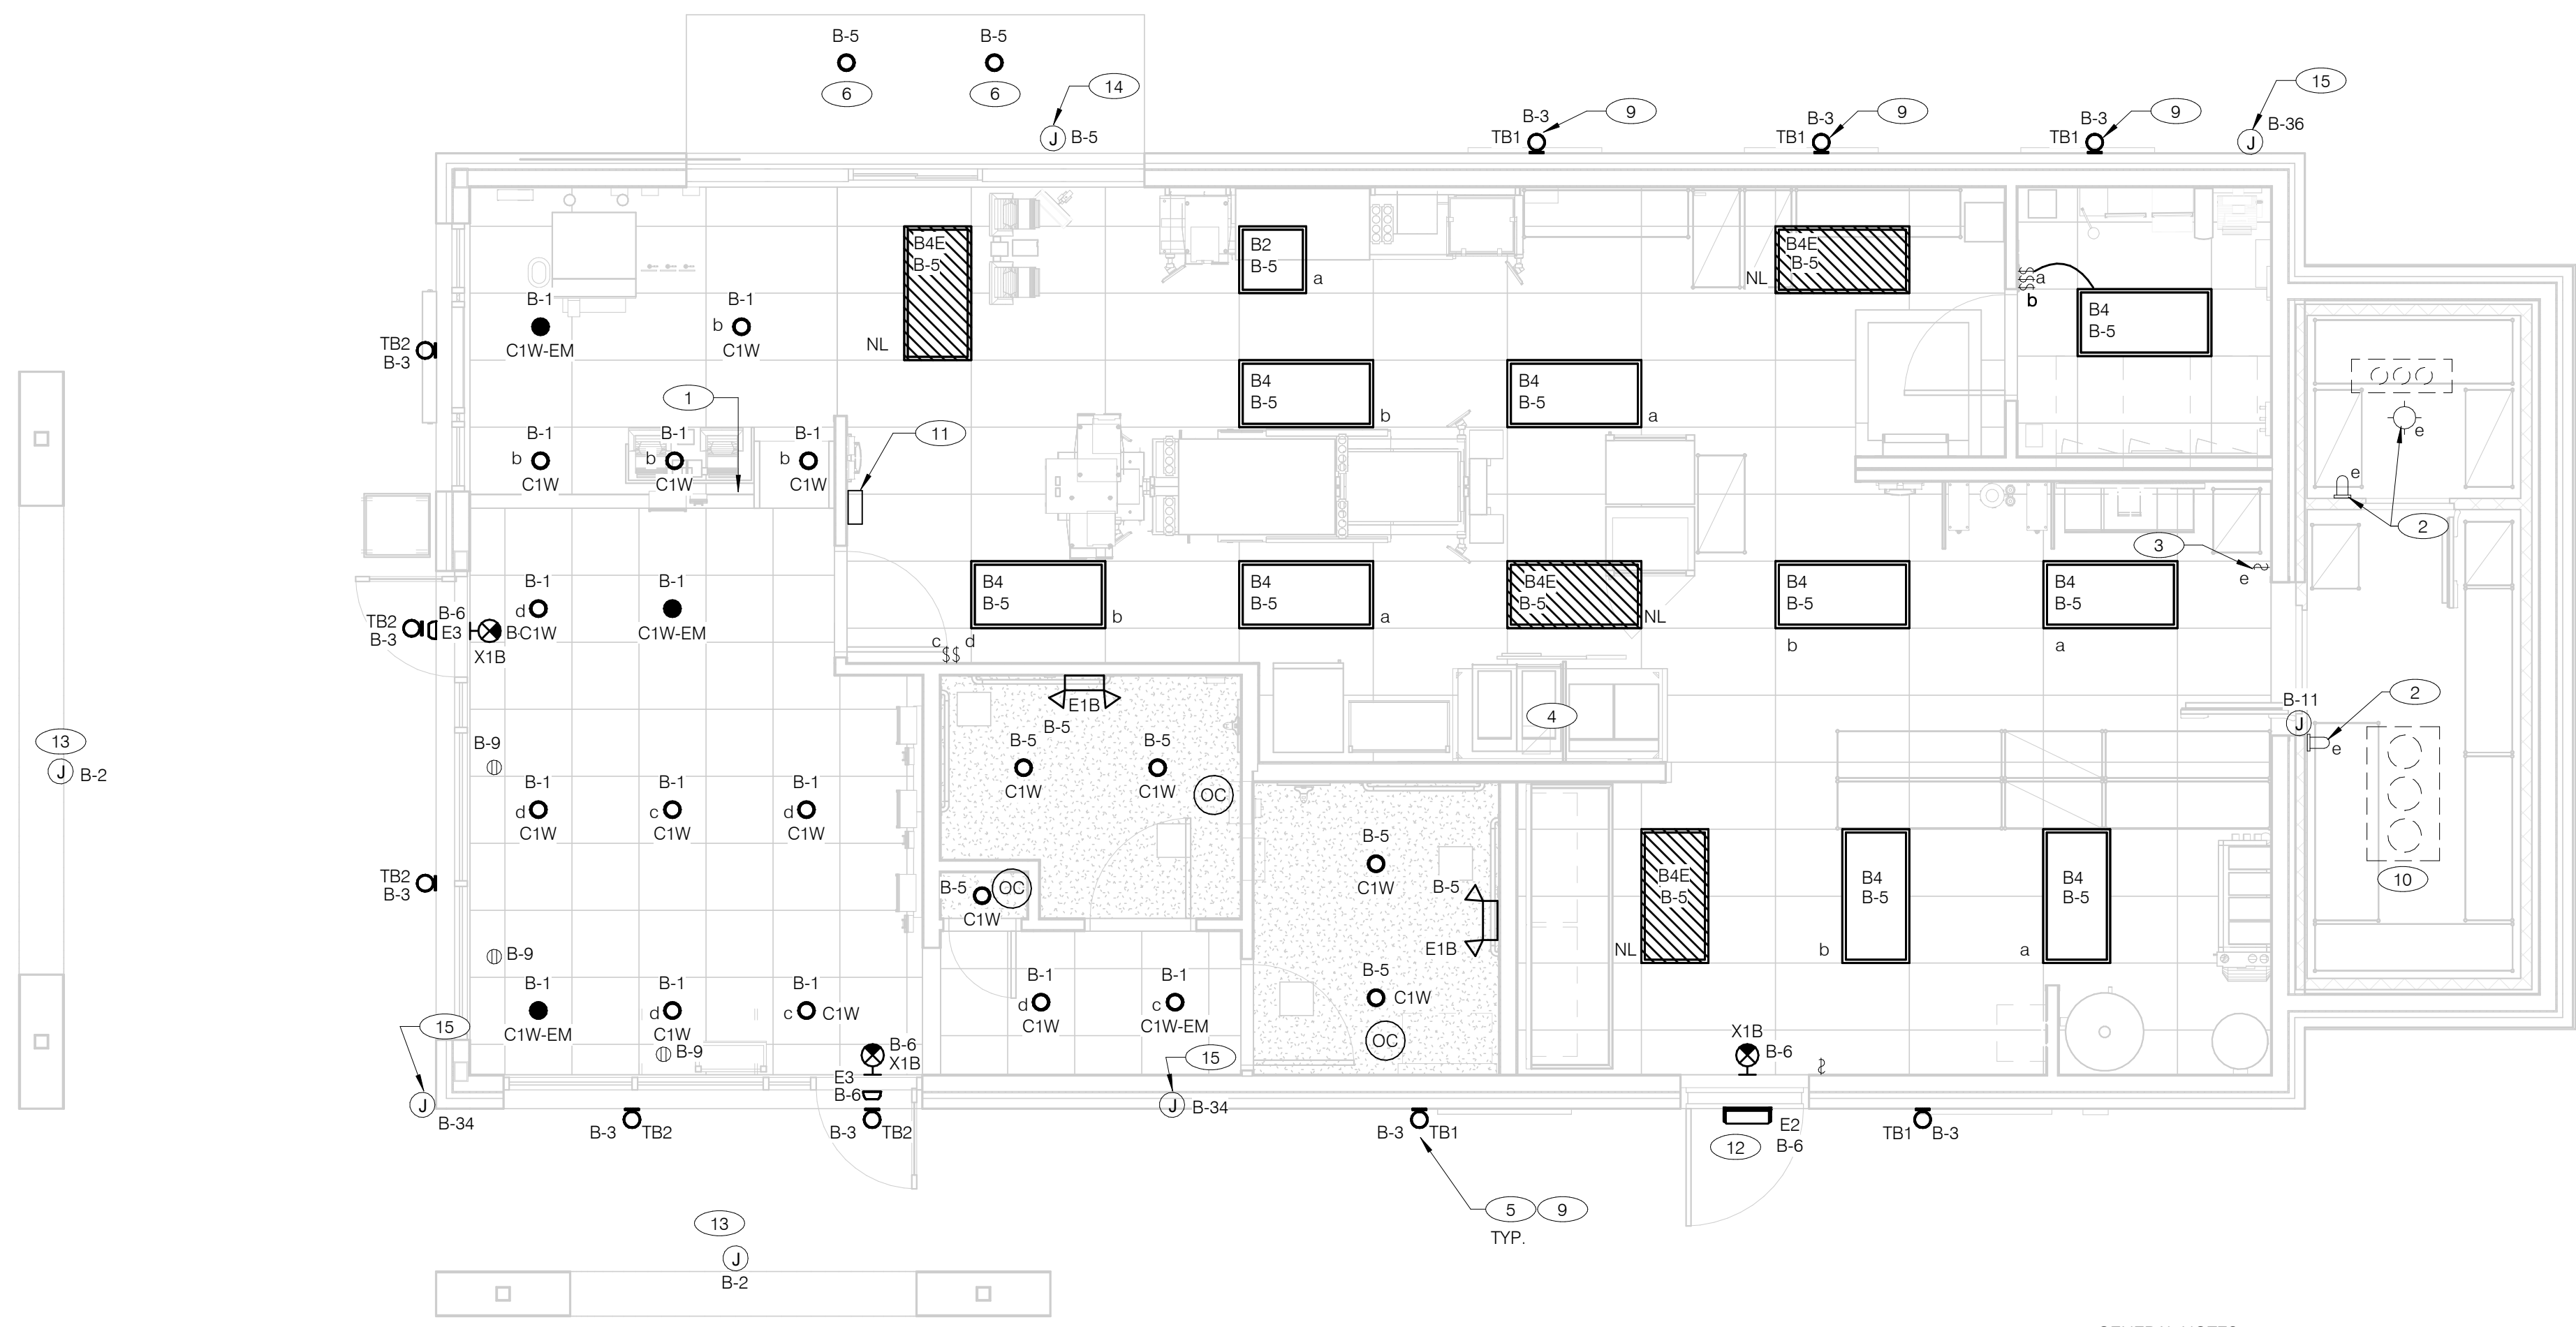 B-5 B-5
6 6
14
J B-5
B-3 9
TB1
B-3 9
TB1
B-3 9
TB1
15
B-36
J
B4E
B-5
NL
B2
B-5
a
B4E
B-5
NL
a
b
B4
B-5
B-1
C1W-EM
B-1
b
C1W
TB2
B-3
B4
B-5
b
B4
B-5
a
e
1
11
B-1
b
C1W
B-1
b
C1W
B-1
b
C1W
e
2
3
e
B-1
d
C1W
B-1
C1W-EM
B4
B-5
b
B4
B-5
a
B4E
B-5
NL
B4
B-5
b
B4
B-5
a
TB2
B-3
B-6
E3
B-
X1B
c d
$$
E1B
B-5
4
B-11
J
2
e
13
J B-2
B-9
B-5
C1W
B-5
C1W
OC
B-1
d
C1W
B-1
c
C1W
B-1
d
C1W
TB2
B-3
B-5
OC
C1W
B-5
C1W
B-5
E1B
B4E
B-5
NL
B4
B-5
b
B4
B-5
a
10
B-9
B-1
C1W-EM
B-1
d
C1W
B-1
c C1W
B-1
d
C1W
B-1
c
C1W-EM
B-5
C1W
OC
15
J
B-34
B-9
B-6
X1B
E3
B-6
15
J B-34
X1B
B-6
B-3 TB2
B-3 TB2
B-3 TB1
12
E2
B-6
TB1 B-3
5 9
TYP.
13
J
B-2